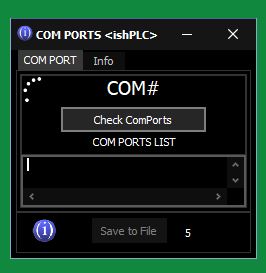 (i) COM PORTS <ishPLC>
COM PORT Info
COM#
Check ComPorts
COM PORTS LIST
(i) Save to File 5